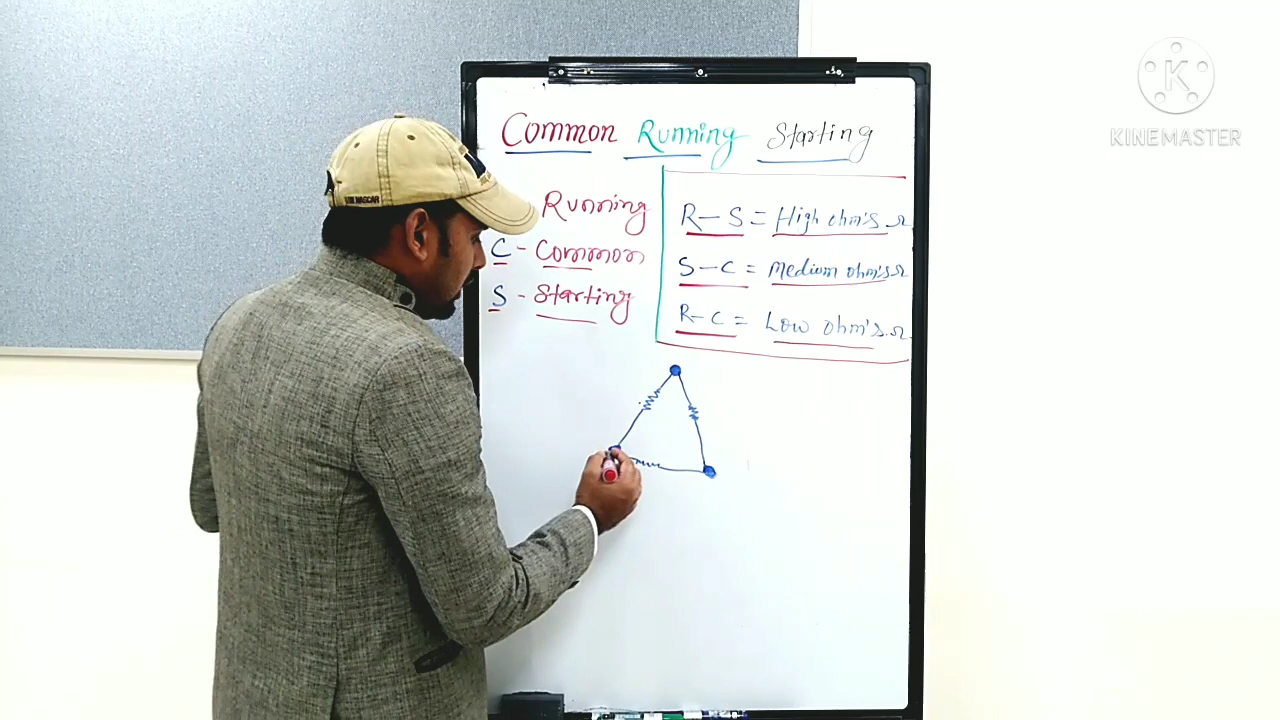 Common Running Starting
Running
C - Common
S - Starting
R - S = High ohm's Ω
S - C = Medium ohm's Ω
R - C = Low ohm's Ω
K
KINEMASTER